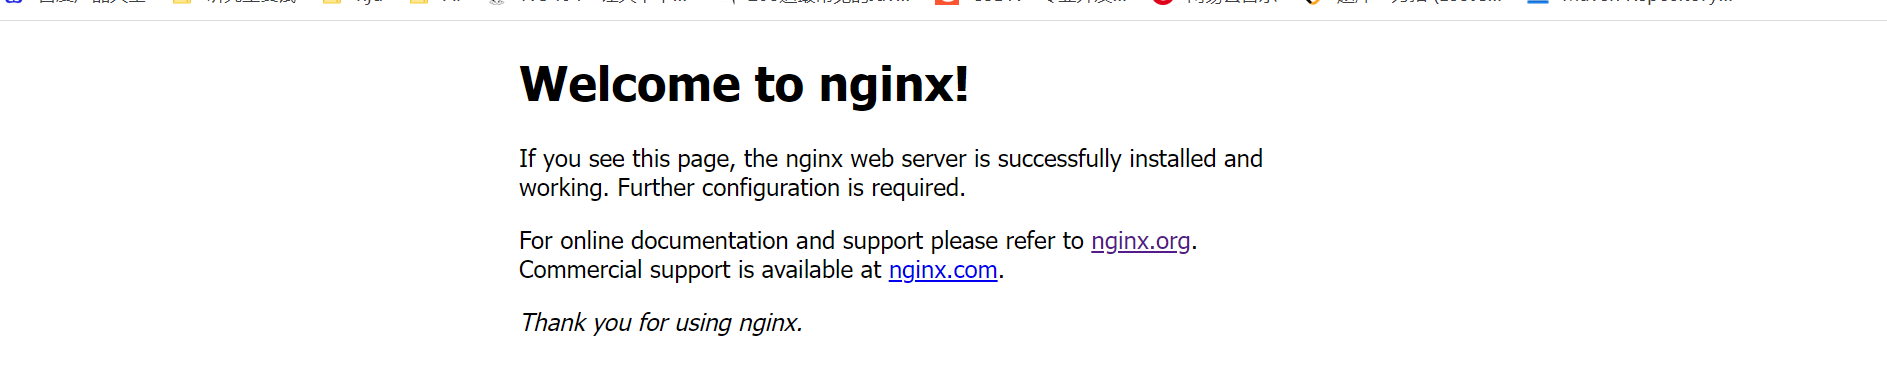 Welcome to nginx!
If you see this page, the nginx web server is successfully installed and
working. Further configuration is required.
For online documentation and support please refer to nginx.org.
Commercial support is available at nginx.com.
Thank you for using nginx.